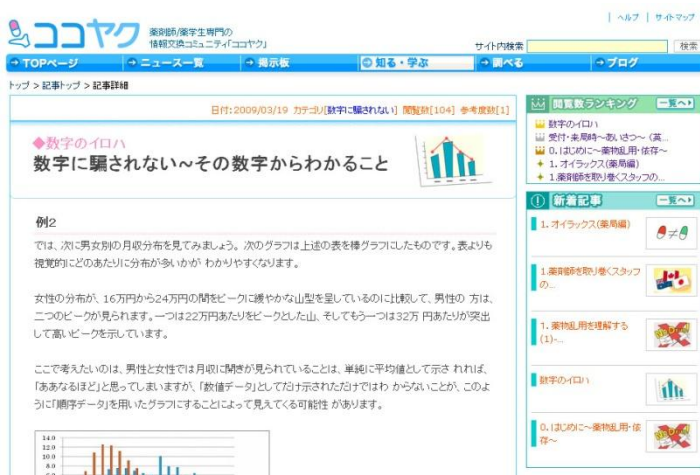 ヘルプ | サイトマップ
ココヤク
薬剤師/薬学生専門の
情報交換コミュニティ「ココヤク」
サイト内検索
検索
TOPページ ニュース一覧 掲示板 知る・学ぶ 調べる ブログ
トップ > 記事トップ > 記事詳細
日付:2009/03/19 カテゴリ[数字に騙されない] 閲覧数[104] 参考度数[1]
◆数字のイロハ
数字に騙されない~その数字からわかること
例2
では、次に男女別の月収分布を見てみましょう。次のグラフは上述の表を棒グラフにしたものです。表よりも
視覚的にどのあたりに分布が多いかが わかりやすくなります。
女性の分布が、16万円から24万円の間をピークに緩やかな山型を呈しているのに比較して、男性の 方は、
二つのピークが見られます。一つは22万円あたりをピークとした山、そしてもう一つは32万 円あたりが突出
して高いピークを示しています。
ここで考えたいのは、男性と女性では月収に開きが見られていることは、単純に平均値として示さ れれば、
「ああなるほど」と思ってしまいますが、「数値データ」としてだけ示されただけではわ からないことが、このよ
うに「順序データ」を用いたグラフにすることによって見えてくる可能性 があります。
14.0
12.0
10.0
8.0
閲覧数ランキング 一覧へ
数字のイロハ
受付・来局時~あいさつ~ (英...
0.はじめに~薬物乱用・依存~
1. オイラックス(薬局編)
1.薬剤師を取り巻くスタッフの...
新着記事 一覧へ
1. オイラックス(薬局編)
1.薬剤師を取り巻くスタッフ
の...
1. 薬物乱用を理解する
(1)-...
数字のイロハ
0.はじめに~薬物乱用・依
存~